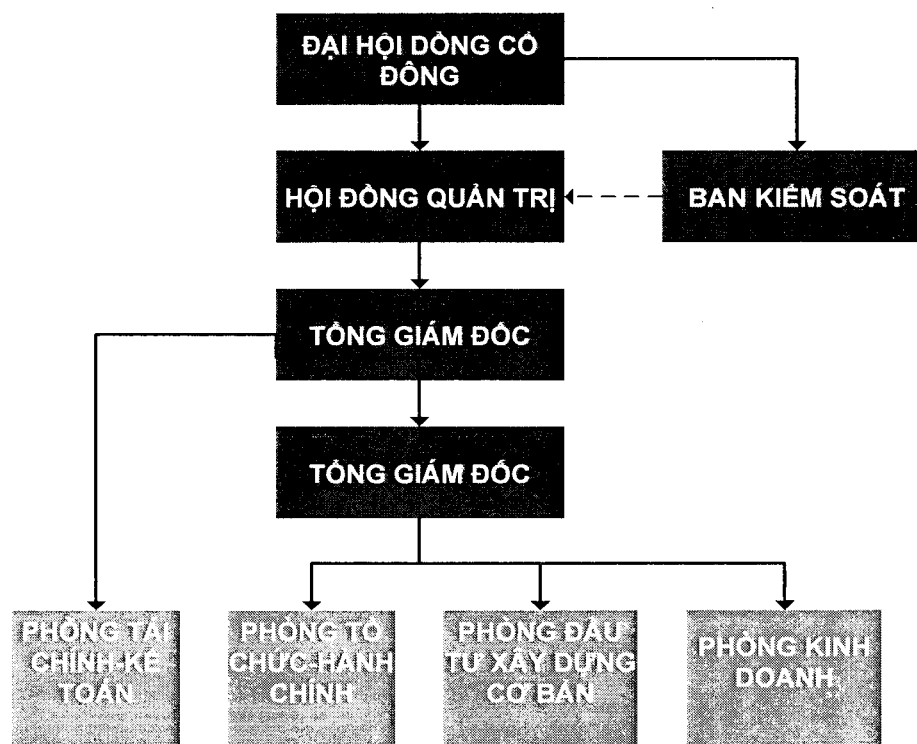 ĐẠI HỘI DỒNG CỔ
ĐÔNG
HỘI ĐỒNG QUẢN TRỊ
BAN KIỂM SOÁT
TỔNG GIÁM ĐỐC
TỔNG GIÁM ĐỐC
PHÒNG TÀI
CHÍNH-KẾ
TOÁN
PHÒNG TỔ
CHỨC-HÀNH
CHÍNH
PHÒNG ĐẦU
TƯ XÂY DỰNG
CƠ BẢN
PHÒNG KINH
DOANH